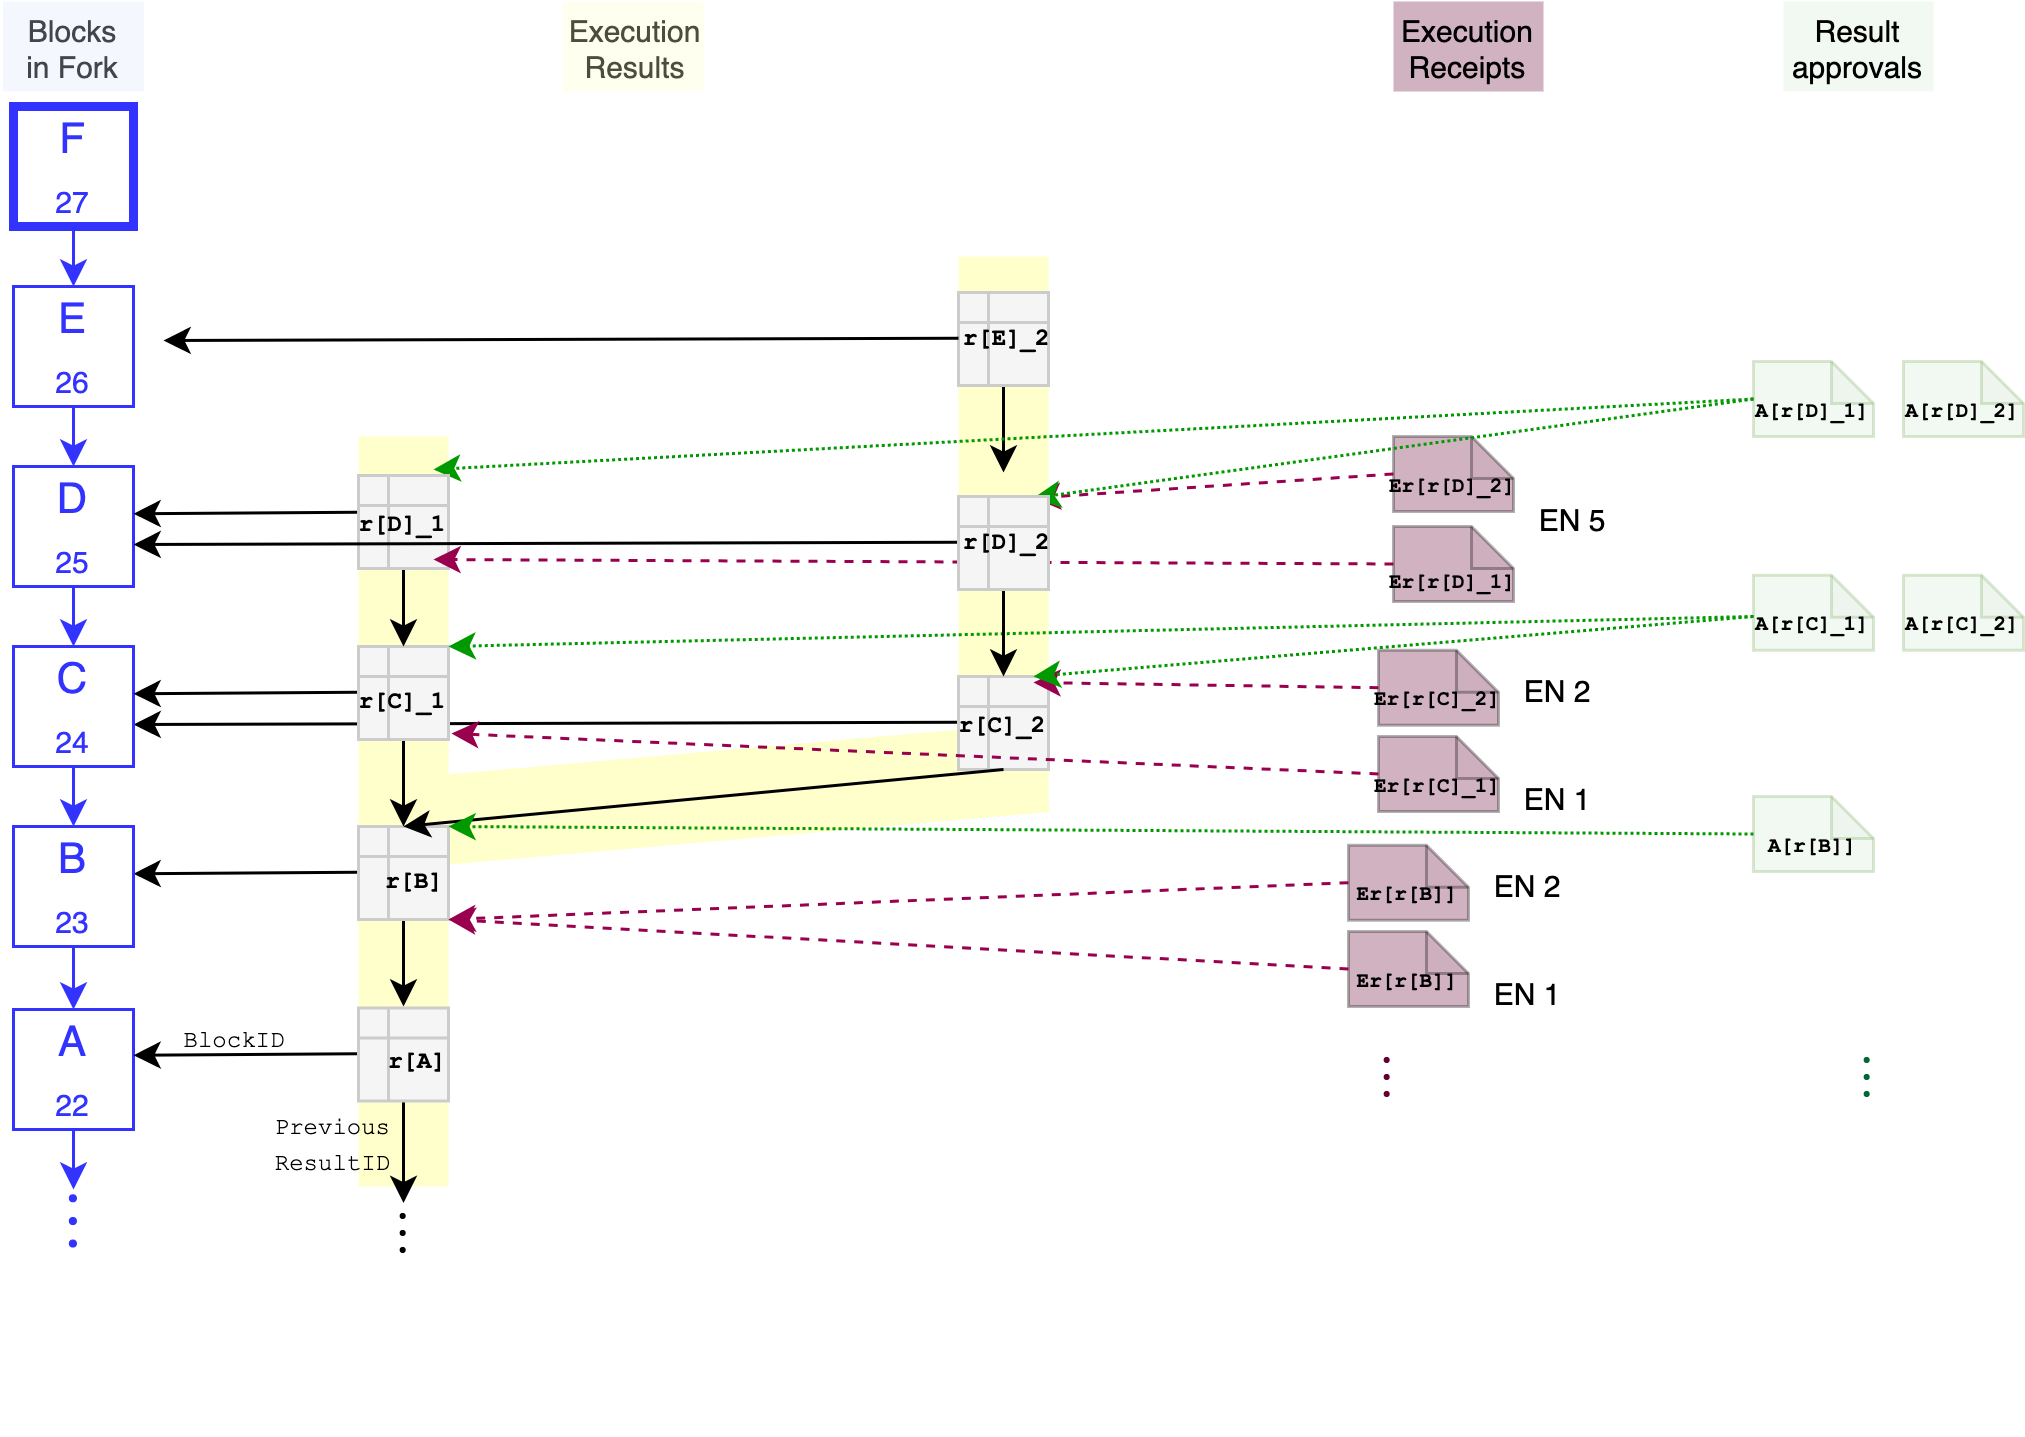 Blocks
in Fork
Execution
Results
Execution
Receipts
Result
approvals
F
27
E
26
r[E]_2
A[r[D]_1]
A[r[D]_2]
D
25
r[D]_1
r[D]_2
Er[r[D]_2]
EN 5
Er[r[D]_1]
A[r[C]_1]
A[r[C]_2]
C
24
r[C]_1
r[C]_2
Er[r[C]_2]
EN 2
Er[r[C]_1]
EN 1
B
23
r[B]
A[r[B]]
Er[r[B]]
EN 2
Er[r[B]]
EN 1
A
22
BlockID
r[A]
Previous
ResultID